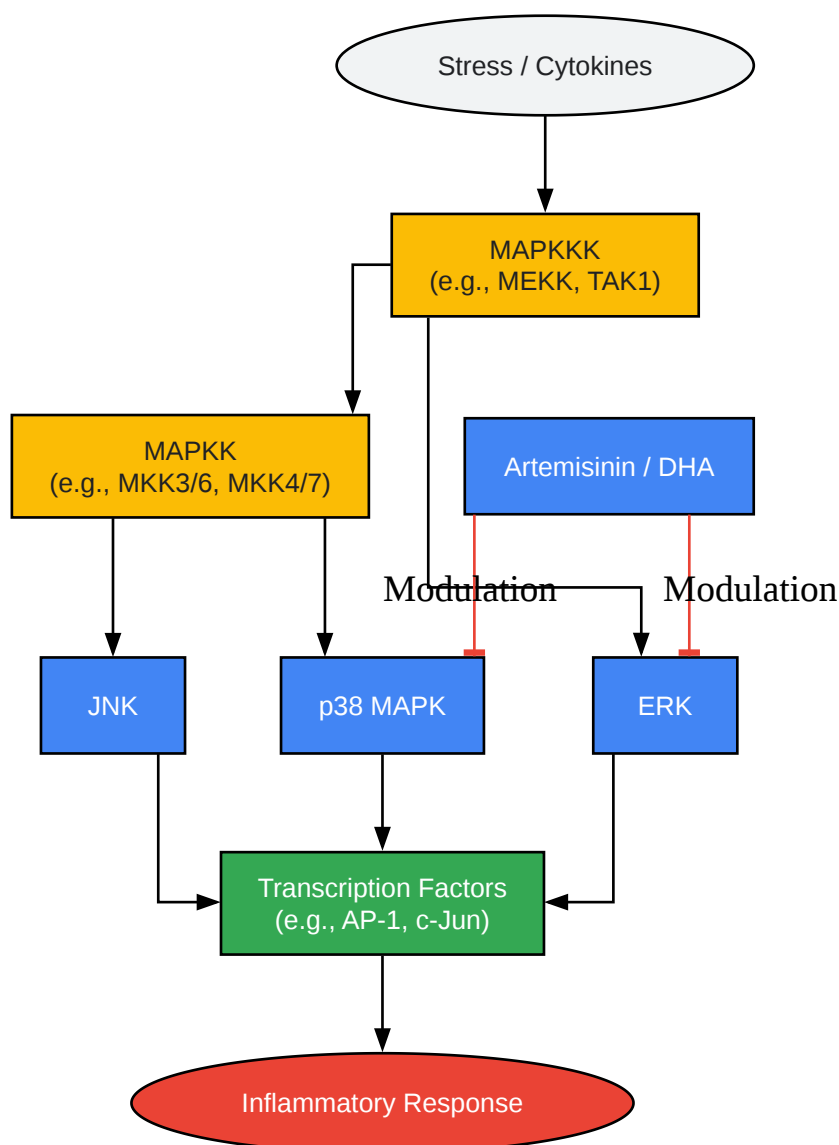 Stress / Cytokines
MAPKKK
(e.g., MEKK, TAK1)
MAPKK
(e.g., MKK3/6, MKK4/7)
Artemisinin / DHA
Modulation
Modulation
JNK
p38 MAPK
ERK
Transcription Factors
(e.g., AP-1, c-Jun)
Inflammatory Response